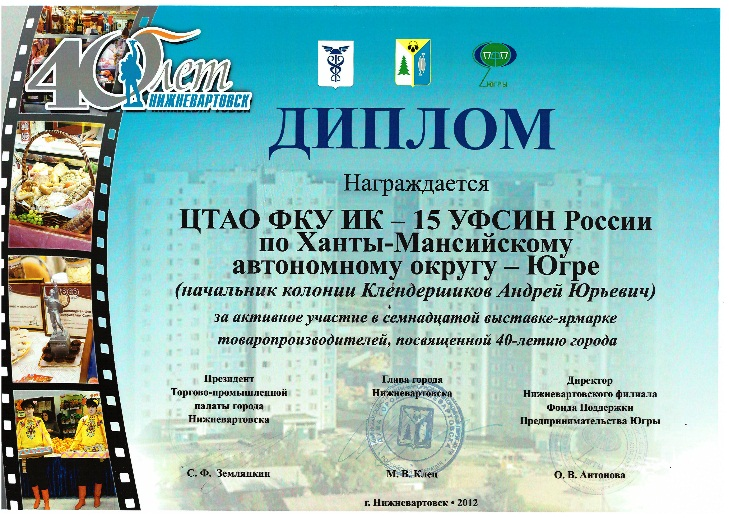 40 лет
НИЖНЕВАРТОВСК
ЮГРЫ
ДИПЛОМ
Награждается
ЦТАО ФКУ ИК – 15 УФСИН России
по Ханты-Мансийскому
автономному округу – Югре
(начальник колонии Клендершиков Андрей Юрьевич)
за активное участие в семнадцатой выставке-ярмарке
товаропроизводителей, посвященной 40-летию города
Президент
Торгово-промышленной
палаты города
Нижневартовска
Глава города
Нижневартовска
Директор
Нижневартовского филиала
Фонда Поддержки
Предпринимательства Югры
С. Ф. Землянкин
М. В. Клец
О. В. Антонова
г. Нижневартовск • 2012